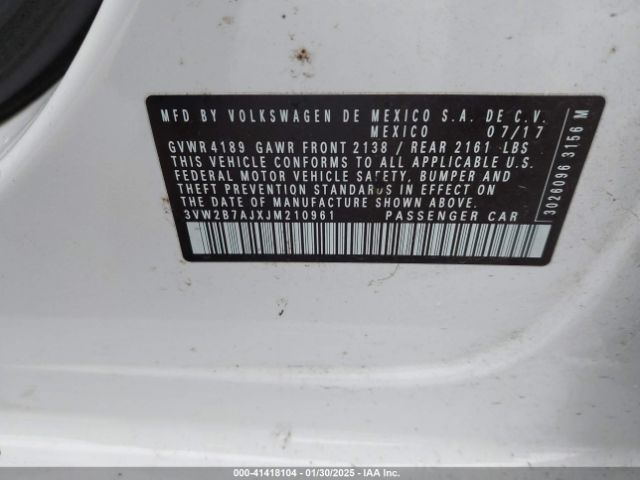 MFD BY VOLKSWAGEN DE MEXICO S.A. DE C.V.
MEXICO 07/17
GVWR 4189 GAWR FRONT 2138 / REAR 2161 LBS
THIS VEHICLE CONFORMS TO ALL APPLICABLE U.S.
FEDERAL MOTOR VEHICLE SAFETY, BUMPER AND
THEFT PREVENTION STANDARDS IN EFFECT ON
THE DATE OF MANUFACTURE SHOWN ABOVE.
3VW2B7AJXJM210961 PASSENGER CAR
3026096 3156 M
000-41418104 \ 01/30/2025 \ IAA Inc.